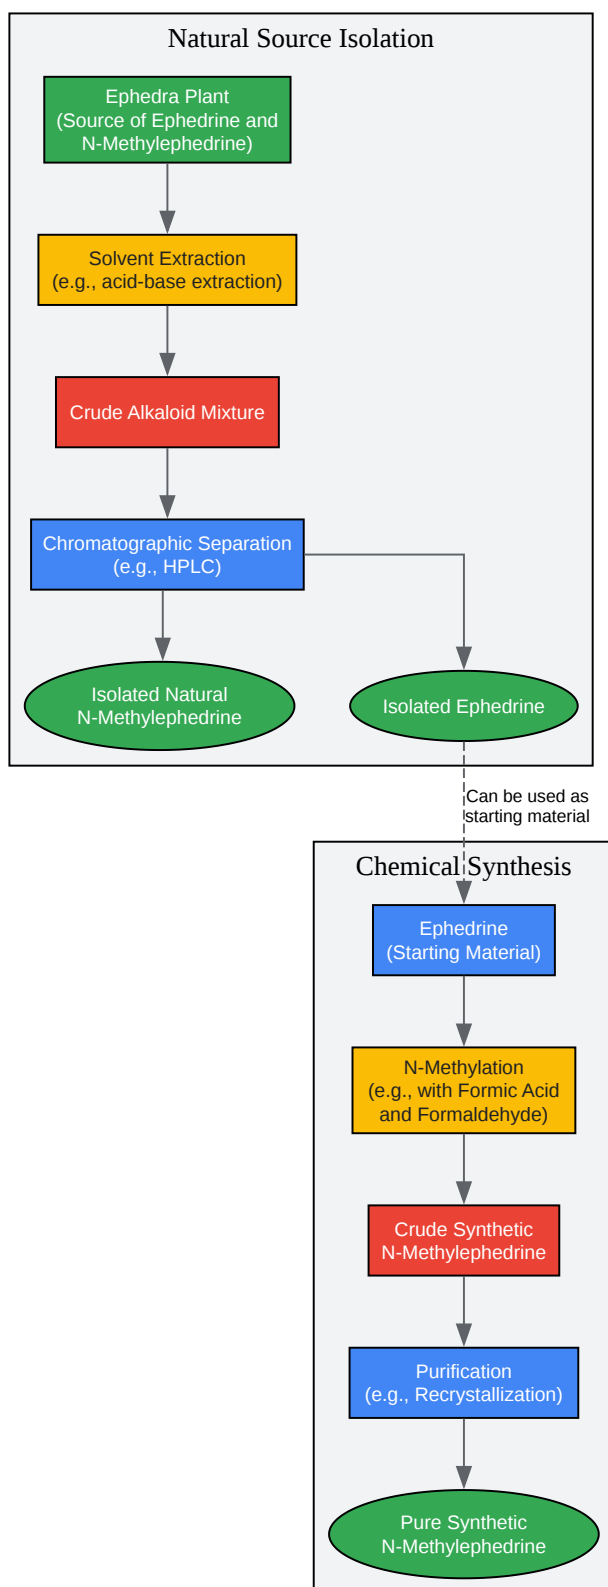 Natural Source Isolation
Ephedra Plant
(Source of Ephedrine and
N-Methylephedrine)
Solvent Extraction
(e.g., acid-base extraction)
Crude Alkaloid Mixture
Chromatographic Separation
(e.g., HPLC)
Isolated Natural
N-Methylephedrine
Isolated Ephedrine
Can be used as
starting material
Chemical Synthesis
Ephedrine
(Starting Material)
N-Methylation
(e.g., with Formic Acid
and Formaldehyde)
Crude Synthetic
N-Methylephedrine
Purification
(e.g., Recrystallization)
Pure Synthetic
N-Methylephedrine